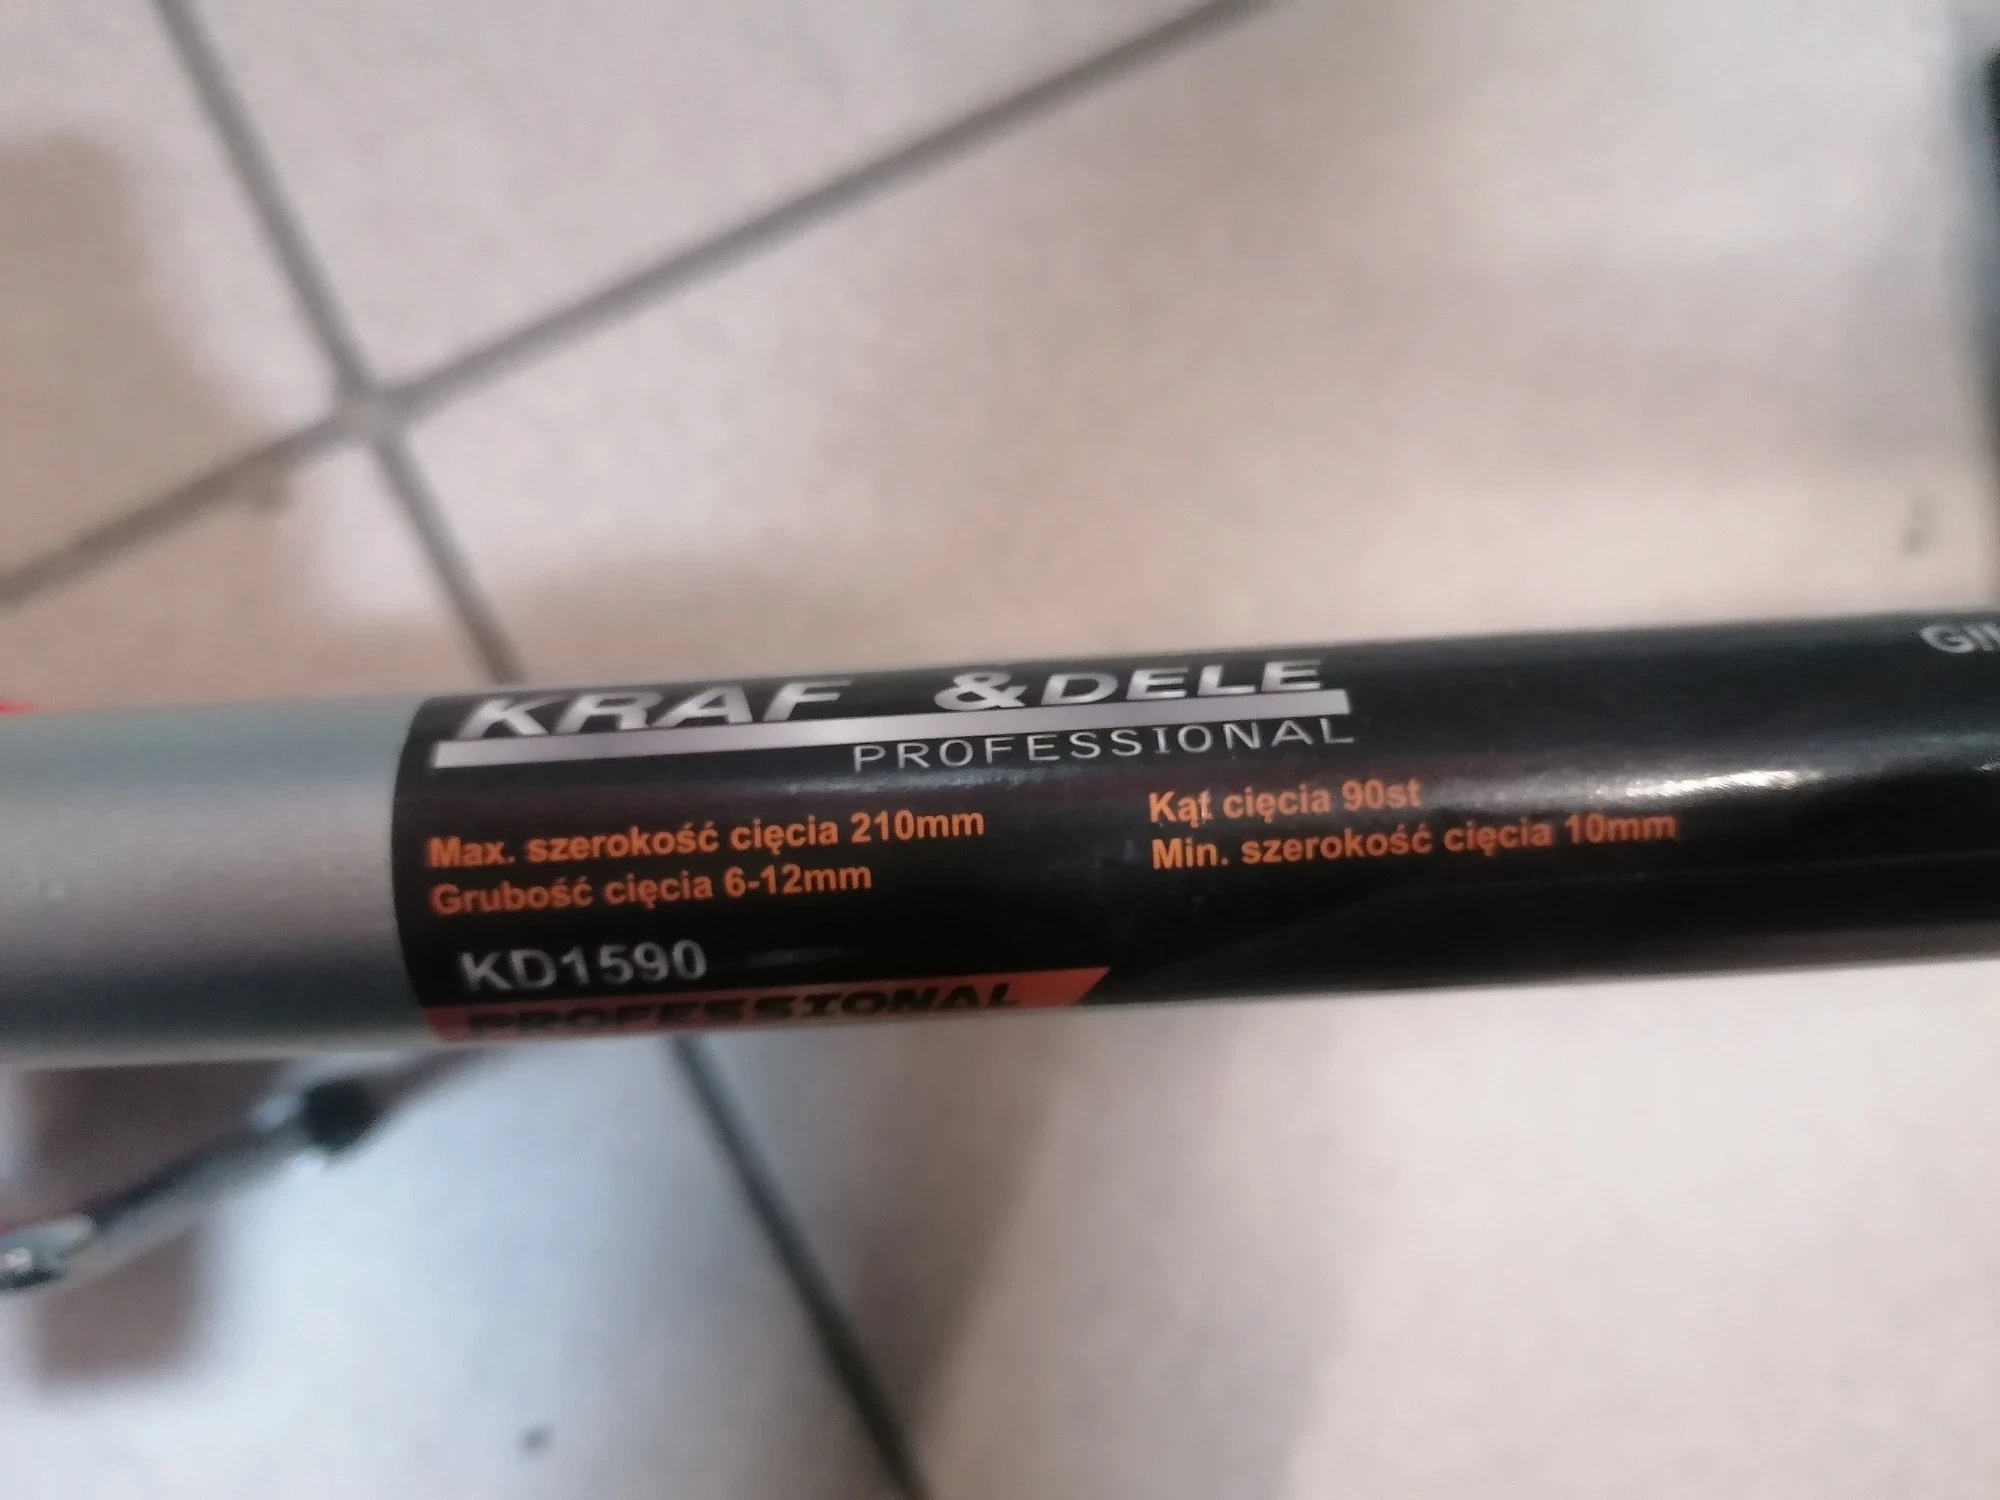 KRAF &DELE
PROFESSIONAL
Max. szerokość cięcia 210mm
Grubość cięcia 6-12mm
Kąt cięcia 90st
Min. szerokość cięcia 10mm
KD1590
PROFESSIONAL